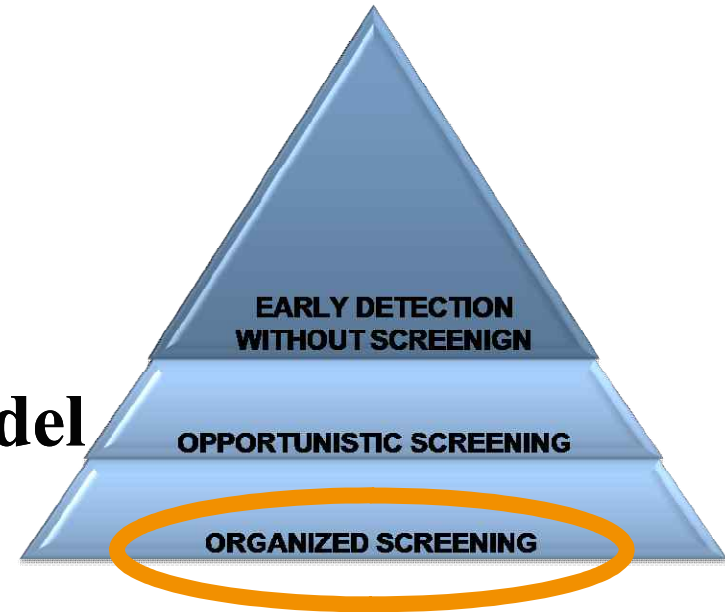 EARLY DETECTION
WITHOUT SCREENIGN
del
OPPORTUNISTIC SCREENING
ORGANIZED SCREENING